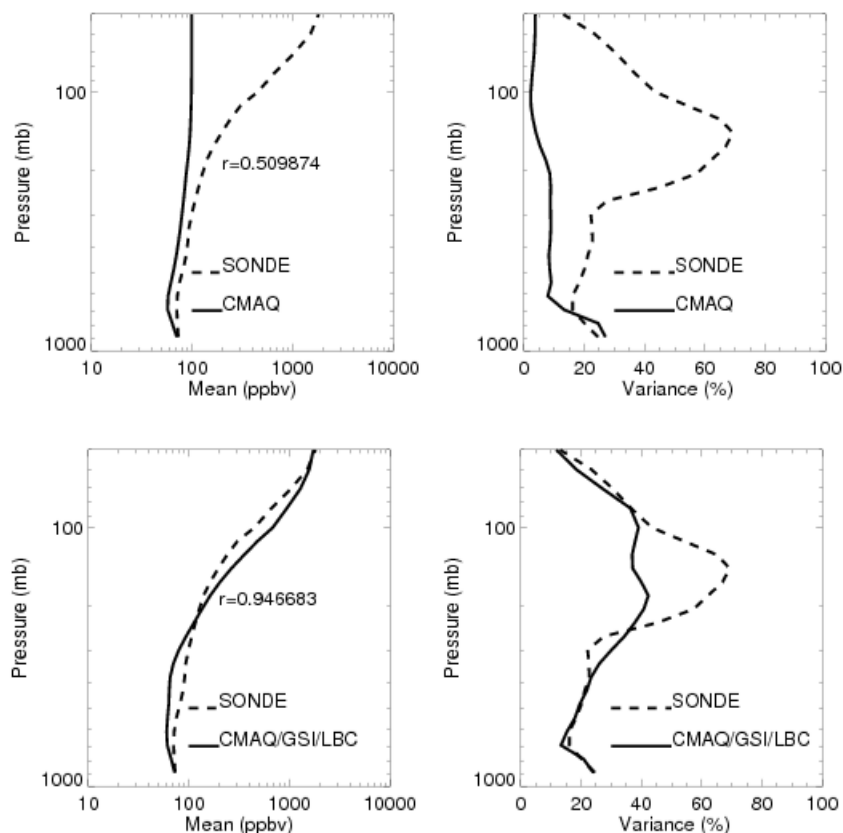 100
Pressure (mb)
r=0.509874
SONDE
CMAQ
1000
10 100 1000 10000
Mean (ppbv)
100
Pressure (mb)
SONDE
CMAQ
1000
0 20 40 60 80 100
Variance (%)
100
Pressure (mb)
r=0.946683
SONDE
CMAQ/GSI/LBC
1000
10 100 1000 10000
Mean (ppbv)
100
Pressure (mb)
SONDE
CMAQ/GSI/LBC
1000
0 20 40 60 80 100
Variance (%)